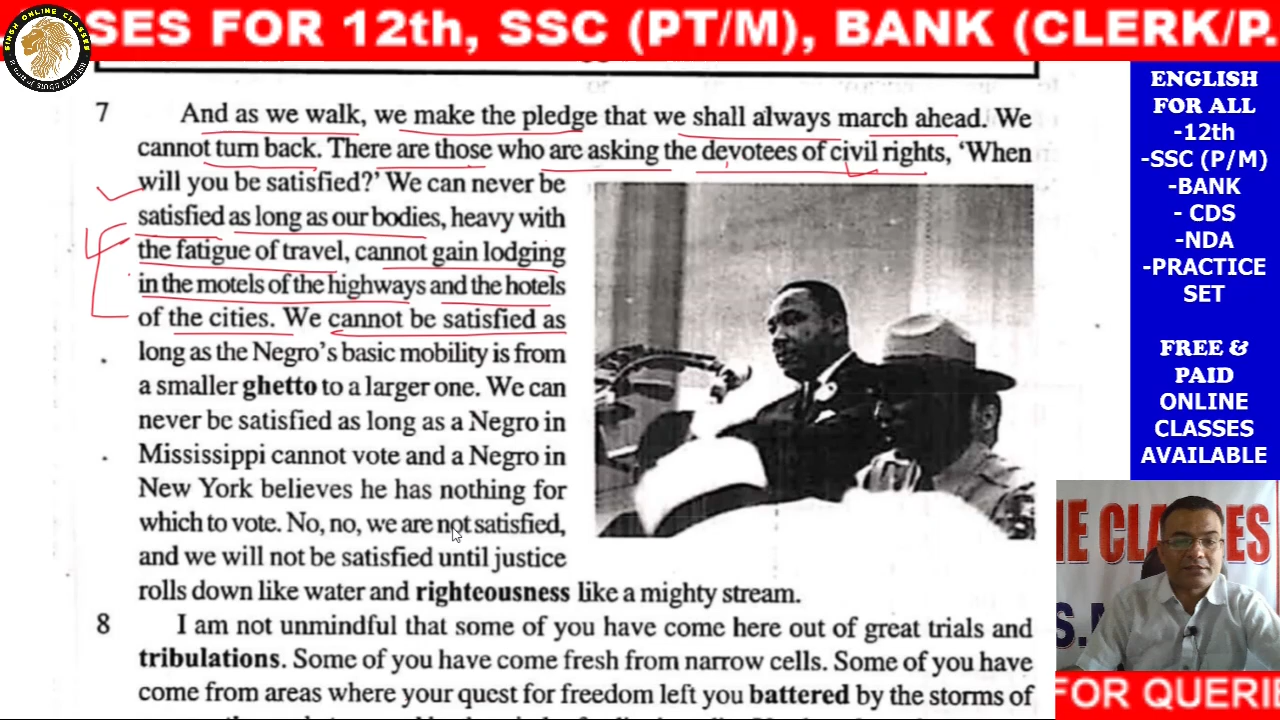 SES FOR 12th, SSC (PT/M), BANK (CLERK/P.
SINGH ONLINE CLASSES
7 And as we walk, we make the pledge that we shall always march ahead. We
cannot turn back. There are those who are asking the devotees of civil rights, ‘When
will you be satisfied?’ We can never be
satisfied as long as our bodies, heavy with
the fatigue of travel, cannot gain lodging
in the motels of the highways and the hotels
of the cities. We cannot be satisfied as
long as the Negro’s basic mobility is from
a smaller ghetto to a larger one. We can
never be satisfied as long as a Negro in
Mississippi cannot vote and a Negro in
New York believes he has nothing for
which to vote. No, no, we are not satisfied,
and we will not be satisfied until justice
rolls down like water and righteousness like a mighty stream.
8 I am not unmindful that some of you have come here out of great trials and
tribulations. Some of you have come fresh from narrow cells. Some of you have
come from areas where your quest for freedom left you battered by the storms of
ENGLISH
FOR ALL
-12th
-SSC (P/M)
-BANK
- CDS
-NDA
-PRACTICE
SET
FREE &
PAID
ONLINE
CLASSES
AVAILABLE
NE CLASSES
S.
FOR QUERIE